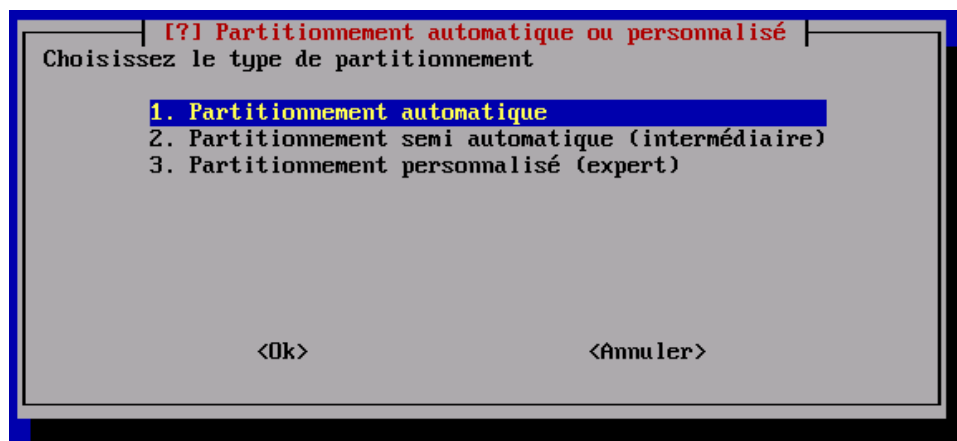 [?] Partitionnement automatique ou personnalisé
Choisissez le type de partitionnement
1. Partitionnement automatique
2. Partitionnement semi automatique (intermédiaire)
3. Partitionnement personnalisé (expert)
<Ok> <Annuler>